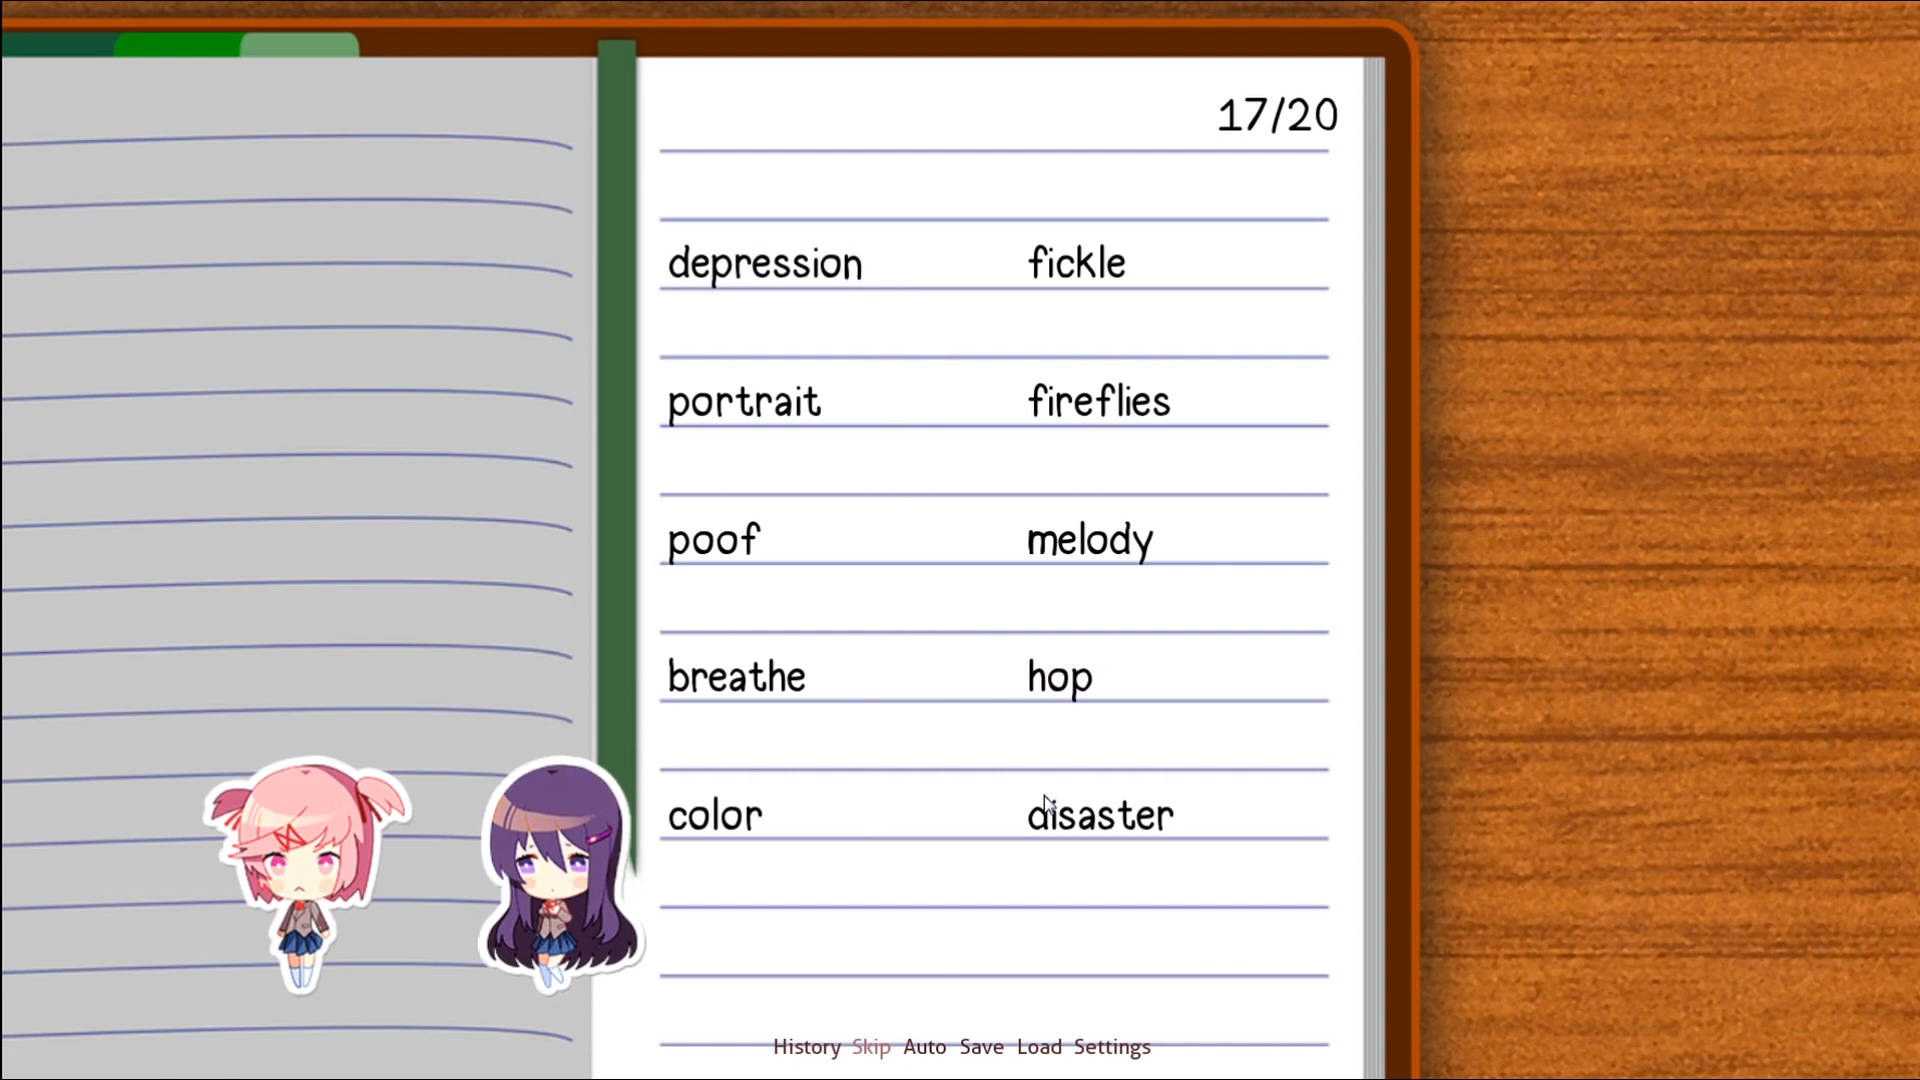 17/20
depression fickle
portrait fireflies
poof melody
breathe hop
color disaster
History Skip Auto Save Load Settings